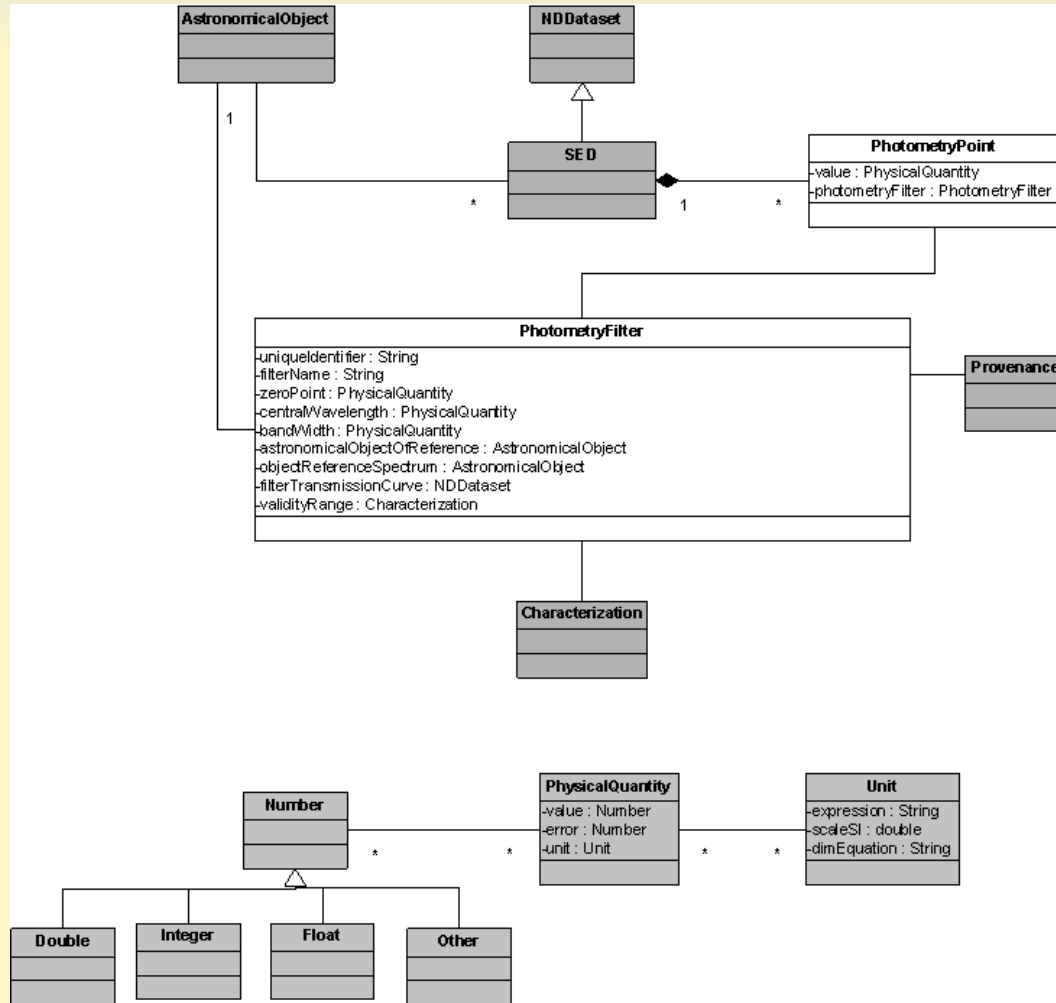 AstronomicalObject
NDDataset
1
SED
PhotometryPoint
-value : PhysicalQuantity
-photometryFilter : PhotometryFilter
*
1
*
PhotometryFilter
-uniqueIdentifier : String
-filterName : String
-zeroPoint : PhysicalQuantity
-centralWavelength : PhysicalQuantity
-bandWidth : PhysicalQuantity
-astronomicalObjectOfReference : AstronomicalObject
-objectReferenceSpectrum : AstronomicalObject
-filterTransmissionCurve : NDDataset
-validityRange : Characterization
Provenance
Characterization
Number
PhysicalQuantity
-value : Number
-error : Number
-unit : Unit
Unit
-expression : String
-scaleSI : double
-dimEquation : String
*
*
*
*
Double
Integer
Float
Other